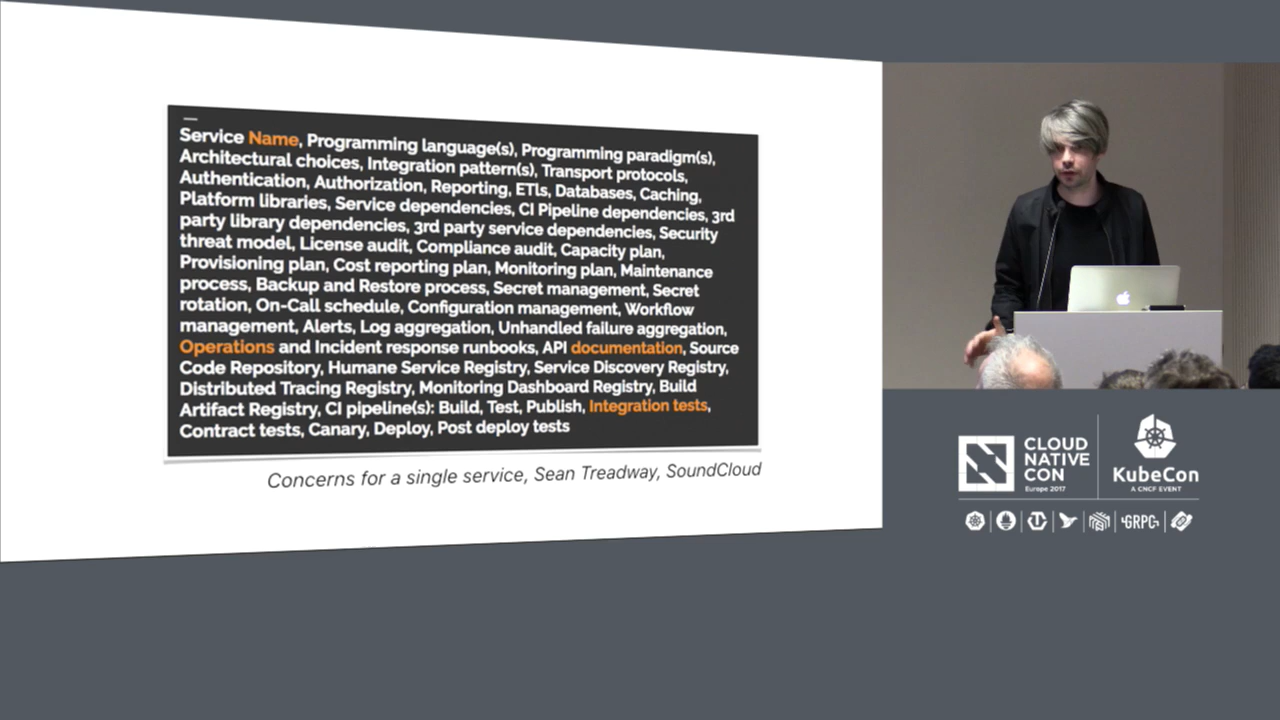 Service Name, Programming language(s), Programming paradigm(s),
Architectural choices, Integration pattern(s), Transport protocols,
Authentication, Authorization, Reporting, ETLs, Databases, Caching,
Platform libraries, Service dependencies, CI Pipeline dependencies, 3rd
party library dependencies, 3rd party service dependencies, Security
threat model, License audit, Compliance audit, Capacity plan,
Provisioning plan, Cost reporting plan, Monitoring plan, Maintenance
process, Backup and Restore process, Secret management, Secret
rotation, On-Call schedule, Configuration management, Workflow
management, Alerts, Log aggregation, Unhandled failure aggregation,
Operations and Incident response runbooks, API documentation, Source
Code Repository, Humane Service Registry, Service Discovery Registry,
Distributed Tracing Registry, Monitoring Dashboard Registry, Build
Artifact Registry, CI pipeline(s): Build, Test, Publish, Integration tests,
Contract tests, Canary, Deploy, Post deploy tests
Concerns for a single service, Sean Treadway, SoundCloud
CLOUD
NATIVE
CON
Europe 2017
KubeCon
A CNCF EVENT
GRPC